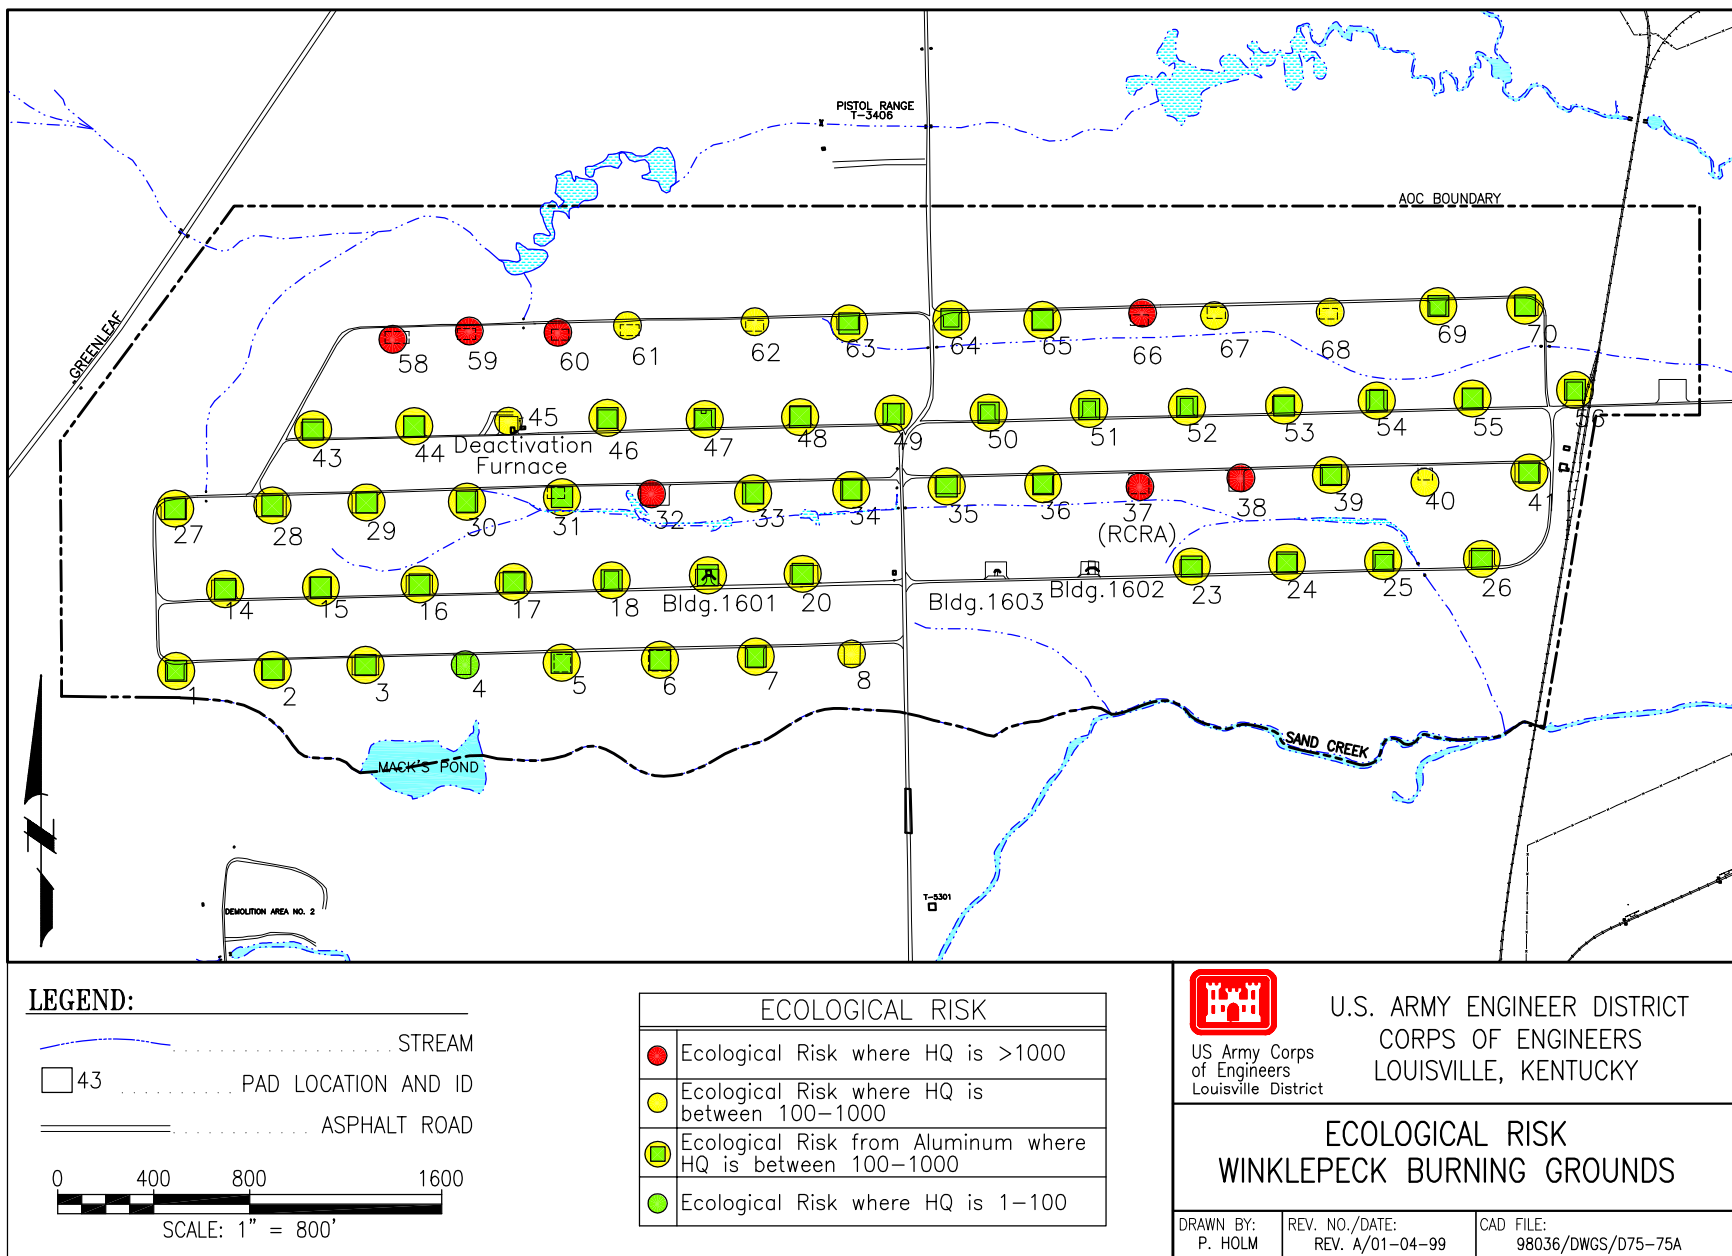 PISTOL RANGE
T-3406
AOC BOUNDARY
GREENLEAF
58
59
60
61
62
63
64
65
66
67
68
69
70
43
44
45
Deactivation
Furnace
46
47
48
49
50
51
52
53
54
55
56
27
28
29
30
31
32
33
34
35
36
37
(RCRA)
38
39
40
41
14
15
16
17
18
Bldg.1601
20
Bldg.1603
Bldg.1602
23
24
25
26
1
2
3
4
5
6
7
8
MACK'S POND
SAND CREEK
DEMOLITION AREA NO. 2
T-5301
LEGEND:
STREAM
43 PAD LOCATION AND ID
ASPHALT ROAD
0 400 800 1600
SCALE: 1" = 800'
ECOLOGICAL RISK
Ecological Risk where HQ is >1000
Ecological Risk where HQ is
between 100-1000
Ecological Risk from Aluminum where
HQ is between 100-1000
Ecological Risk where HQ is 1-100
US Army Corps
of Engineers
Louisville District
U.S. ARMY ENGINEER DISTRICT
CORPS OF ENGINEERS
LOUISVILLE, KENTUCKY
ECOLOGICAL RISK
WINKLEPECK BURNING GROUNDS
DRAWN BY:
P. HOLM
REV. NO./DATE:
REV. A/01-04-99
CAD FILE:
98036/DWGS/D75-75A